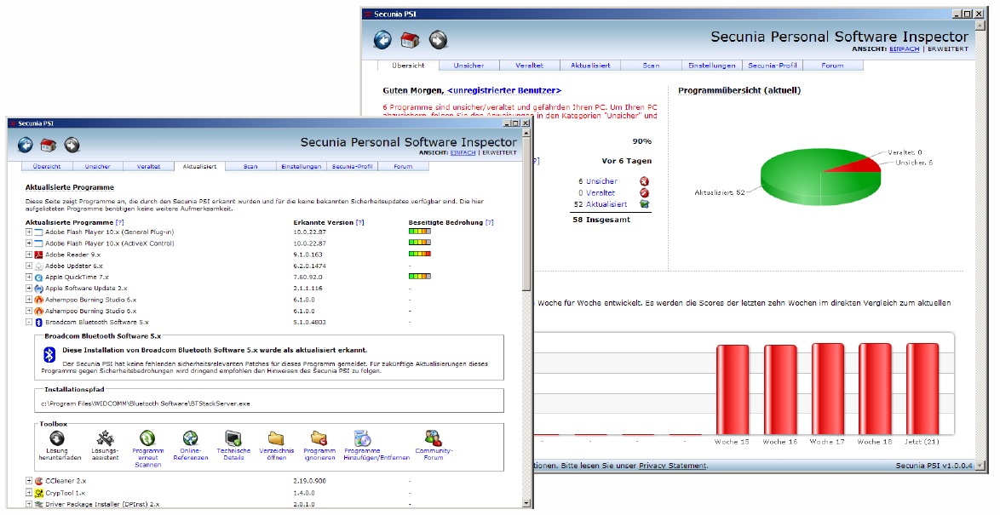 Secunia PSI
Secunia Personal Software Inspector
ANSICHT: EINFACH | ERWEITERT
Übersicht Unsicher Veraltet Aktualisiert Scan Einstellungen Secunia-Profil Forum
Guten Morgen, <unregistrierter Benutzer>
6 Programme sind unsicher/veraltet und gefährden Ihren PC. Um Ihren PC
abzusichern, folgen Sie den Anweisungen in den Kategorien "Unsicher" und
90%
[?] Vor 6 Tagen
6 Unsicher
0 Veraltet
52 Aktualisiert
58 Insgesamt
Programmübersicht (aktuell)
Veraltet, 0
Unsicher, 6
Aktualisiert, 52
Woche für Woche entwickelt. Es werden die Scores der letzten zehn Wochen im direkten Vergleich zum aktuellen
- - - - Woche 15 Woche 16 Woche 17 Woche 18 Jetzt (21)
tionen. Bitte lesen Sie unser Privacy Statement.
Secunia PSI v1.0.0.4
Secunia PSI
Secunia Personal Software Inspector
ANSICHT: EINFACH | ERWEITERT
Übersicht Unsicher Veraltet Aktualisiert Scan Einstellungen Secunia-Profil Forum
Aktualisierte Programme
Diese Seite zeigt Programme an, die durch den Secunia PSI erkannt wurden und für die keine bekannten Sicherheitsupdates verfügbar sind. Die hier
aufgelisteten Programme benötigen keine weitere Aufmerksamkeit.
Aktualisierte Programme [?] Erkannte Version [?] Beseitigte Bedrohung [?]
Adobe Flash Player 10.x (General Plug-in) 10.0.22.87
Adobe Flash Player 10.x (ActiveX Control) 10.0.22.87
Adobe Reader 9.x 9.1.0.163
Adobe Updater 6.x 6.2.0.1474 -
Apple QuickTime 7.x 7.60.92.0
Apple Software Update 2.x 2.1.1.116 -
Ashampoo Burning Studio 6.x 6.1.0.0 -
Ashampoo Burning Studio 6.x 6.1.0.0 -
Broadcom Bluetooth Software 5.x 5.1.0.4803 -
Broadcom Bluetooth Software 5.x
Diese Installation von Broadcom Bluetooth Software 5.x wurde als aktualisiert erkannt.
Der Secunia PSI hat keine fehlenden sicherheitsrelevanten Patches für dieses Programm gemeldet. Für zukünftige Aktualisierungen dieses
Programms gegen Sicherheitsbedrohungen wird dringend empfohlen den Hinweisen des Secunia PSI zu folgen.
Installationspfad
c:\Program Files\WIDCOMM\Bluetooth Software\BTStackServer.exe
Toolbox
Lösung herunterladen
Lösungs-assistent
Programm erneut Scannen
Online-Referenzen
Technische Details
Verzeichnis öffnen
Programm ignorieren
Programme Hinzufügen/Entfernen
Community-Forum
CCleaner 2.x 2.19.0.900 -
CrypTool 1.x 1.4.0.0 -
Driver Package Installer (DPInst) 2.x 2.0.1.0 -